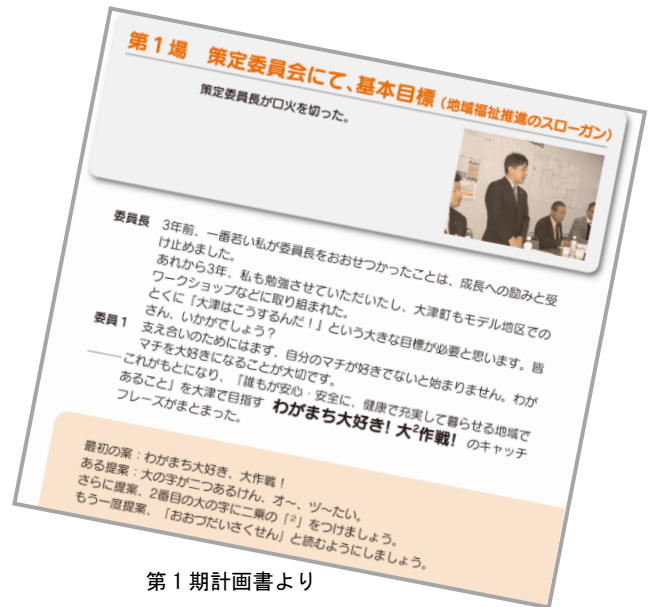 第1場 策定委員会にて、基本目標(地域福祉推進のスローガン)
策定委員長が口火を切った。
委員長 3年前、一番若い私が委員長をおおせつかったことは、成長への励みと受
け止めました。
あれから3年、私も勉強させていただいたし、大津町もモデル地区での
ワークショップなどに取り組まれた。
とくに「大津はこうするんだ!」という大きな目標が必要と思います。皆
さん、いかがでしょう?
委員1 支え合いのためにはまず、自分のマチが好きでないと始まりません。わが
マチを大好きになることが大切です。
――これがもとになり、『誰もが安心・安全に、健康で充実して暮らせる地域で
あること』を大津で目指す わがまち大好き!大²作戦! のキャッチ
フレーズがまとまった。
最初の案:わがまち大好き、大作戦!
ある提案:大の字が二つあるけん、オ~、ツ~たい。
さらに提案、2番目の大の字に二乗の「²」をつけましょう。
もう一度提案、「おおづだいさくせん」と読むようにしましょう。
第1期計画書より